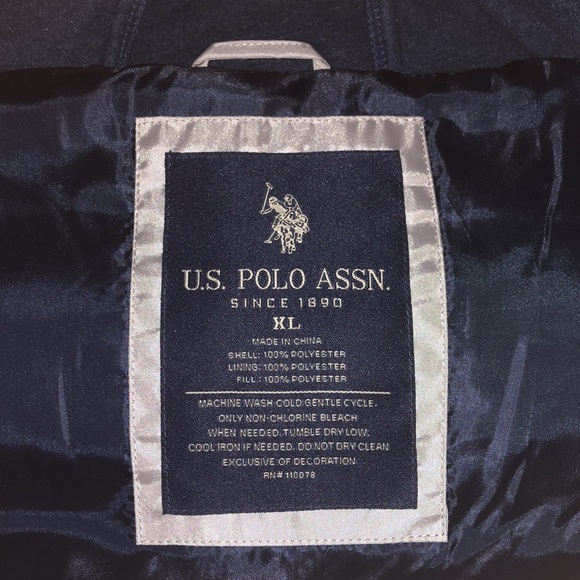 U.S. POLO ASSN.
SINCE 1890
XL
MADE IN CHINA
SHELL: 100% POLYESTER
LINING: 100% POLYESTER
FILL: 100% POLYESTER
MACHINE WASH COLD GENTLE CYCLE.
ONLY NON-CHLORINE BLEACH
WHEN NEEDED. TUMBLE DRY LOW.
COOL IRON IF NEEDED. DO NOT DRY CLEAN
EXCLUSIVE OF DECORATION.
RN# 110078